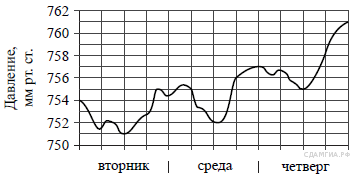 Давление,
мм рт. ст.
762
760
758
756
754
752
750
вторник
среда
четверг
СДАМГИА.РФ